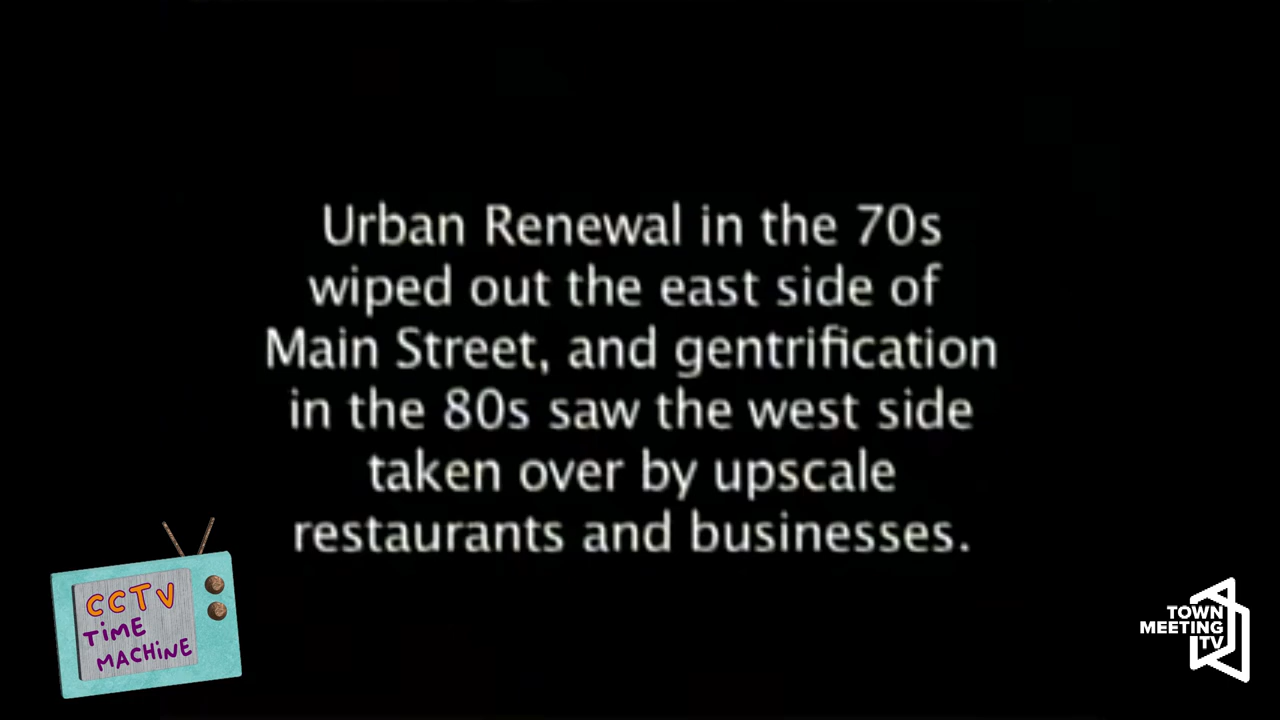 Urban Renewal in the 70s
wiped out the east side of
Main Street, and gentrification
in the 80s saw the west side
taken over by upscale
restaurants and businesses.
CCTV
TiME
MACHiNE
TOWN
MEETING
TV